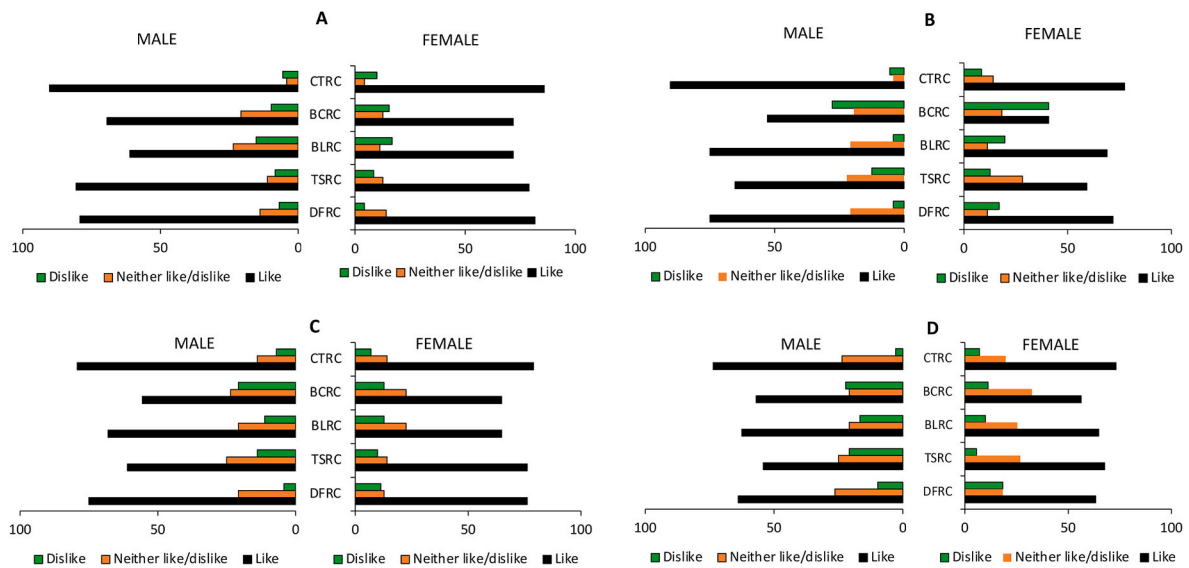 A
MALE
FEMALE
CTRC
BCRC
BLRC
TSRC
DFRC
100 50 0 0 50 100
Dislike Neither like/dislike Like Dislike Neither like/dislike Like
B
MALE
FEMALE
CTRC
BCRC
BLRC
TSRC
DFRC
100 50 0 0 50 100
Dislike Neither like/dislike Like Dislike Neither like/dislike Like
C
MALE
FEMALE
CTRC
BCRC
BLRC
TSRC
DFRC
100 50 0 0 50 100
Dislike Neither like/dislike Like Dislike Neither like/dislike Like
D
MALE
FEMALE
CTRC
BCRC
BLRC
TSRC
DFRC
100 50 0 0 50 100
Dislike Neither like/dislike Like Dislike Neither like/dislike Like